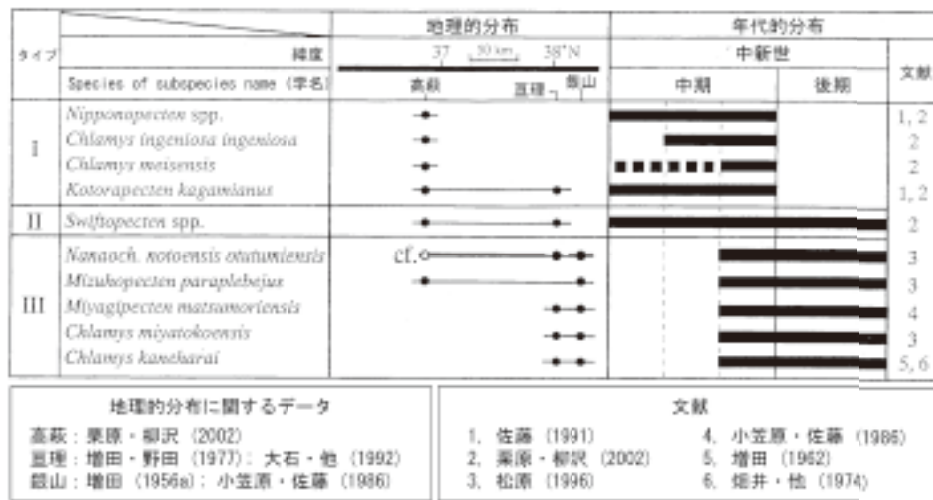 地理的分布 年代的分布
タイプ 緯度 37 50 km 38°N 中新世 文献
Species of subspecies name (学名) 高萩 亘理 銀山 中期 後期
I
Nipponopecten spp. 1, 2
Chlamys ingeniosa ingeniosa 2
Chlamys meisensis 2
Kotorapecten kagamianus 1, 2
II Swiftopecten spp. 2
III
Nanaoch. notoensis otutumiensis cf. 3
Mizuhopecten paraplebejus 3
Miyagipecten matsumoriensis 4
Chlamys miyatokoensis 3
Chlamys kaneharai 5, 6
地理的分布に関するデータ
高萩：栗原・柳沢 (2002)
亘理：増田・野田 (1977)；大石・他 (1992)
銀山：増田 (1956a)；小笠原・佐藤 (1986)
文献
1, 佐藤 (1991)
2, 栗原・柳沢 (2002)
3, 松原 (1996)
4, 小笠原・佐藤 (1986)
5, 増田 (1962)
6, 畑井・他 (1974)